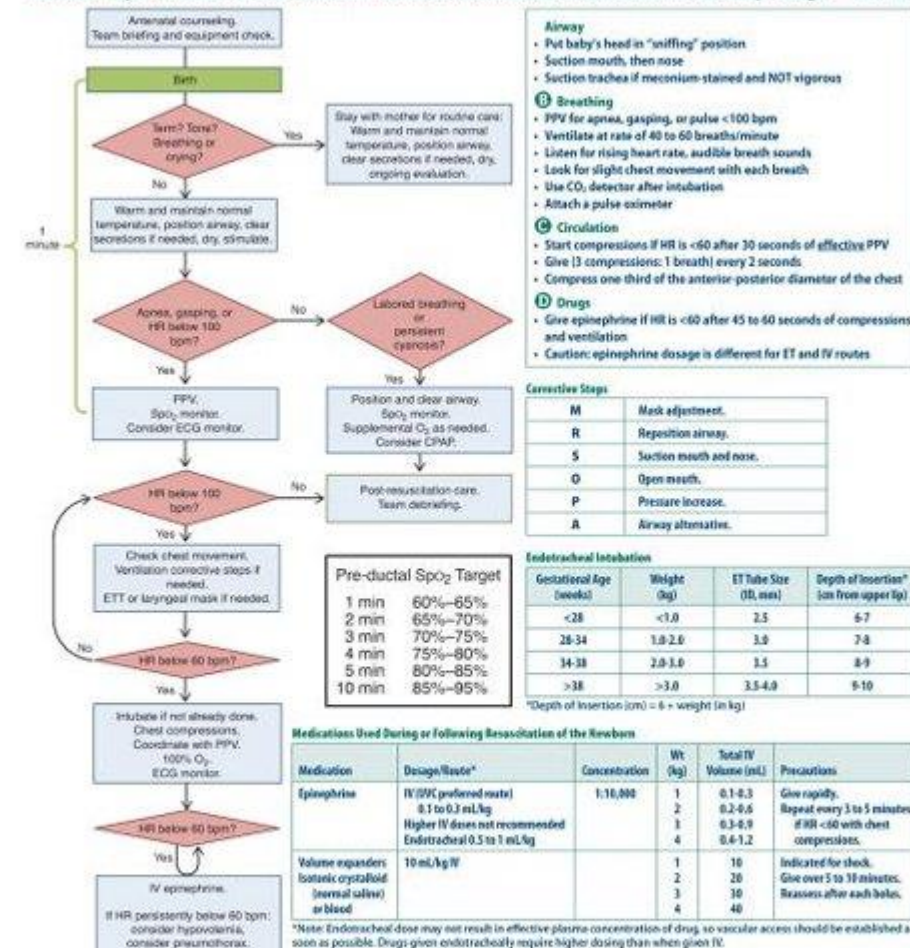 Antenatal counseling.
Team briefing and equipment check.
Birth
Term? Tone?
Breathing or
crying?
Yes
Stay with mother for routine care:
Warm and maintain normal
temperature, position airway,
clear secretions if needed, dry,
ongoing evaluation.
No
Warm and maintain normal
temperature, position airway, clear
secretions if needed, dry, stimulate.
1
minute
Apnea, gasping, or
HR below 100
bpm?
No
Labored breathing
or
persistent
cyanosis?
Yes
Yes
PPV.
Spo2 monitor.
Consider ECG monitor.
Position and clear airway.
Spo2 monitor.
Supplemental O2 as needed.
Consider CPAP.
HR below 100
bpm?
No
Post-resuscitation care.
Team debriefing.
Yes
Check chest movement.
Ventilation corrective steps if
needed.
ETT or laryngeal mask if needed.
No
HR below 60 bpm?
Yes
Intubate if not already done.
Chest compressions.
Coordinate with PPV.
100% O2.
ECG monitor.
HR below 60 bpm?
Yes
IV epinephrine.
If HR persistently below 60 bpm:
consider hypovolemia,
consider pneumothorax.
Pre-ductal Spo2 Target
1 min 60%–65%
2 min 65%–70%
3 min 70%–75%
4 min 75%–80%
5 min 80%–85%
10 min 85%–95%
Airway
• Put baby's head in "sniffing" position
• Suction mouth, then nose
• Suction trachea if meconium-stained and NOT vigorous
B Breathing
• PPV for apnea, gasping, or pulse <100 bpm
• Ventilate at rate of 40 to 60 breaths/minute
• Listen for rising heart rate, audible breath sounds
• Look for slight chest movement with each breath
• Use CO2 detector after intubation
• Attach a pulse oximeter
C Circulation
• Start compressions if HR is <60 after 30 seconds of effective PPV
• Give (3 compressions: 1 breath) every 2 seconds
• Compress one third of the anterior-posterior diameter of the chest
D Drugs
• Give epinephrine if HR is <60 after 45 to 60 seconds of compressions
and ventilation
• Caution: epinephrine dosage is different for ET and IV routes
Corrective Steps
M Mask adjustment.
R Reposition airway.
S Suction mouth and nose.
O Open mouth.
P Pressure increase.
A Airway alternative.
Endotracheal Intubation
Gestational Age (weeks) Weight (kg) ET Tube Size (ID, mm) Depth of Insertion* (cm from upper lip)
<28 <1.0 2.5 6-7
28-34 1.0-2.0 3.0 7-8
34-38 2.0-3.0 3.5 8-9
>38 >3.0 3.5-4.0 9-10
*Depth of Insertion (cm) = 6 + weight (in kg)
Medications Used During or Following Resuscitation of the Newborn
Medication Dosage/Route* Concentration Wt (kg) Total IV Volume (mL) Precautions
Epinephrine IV (UVC preferred route) 1:10,000 1 0.1-0.3 Give rapidly.
0.1 to 0.3 mL/kg 2 0.2-0.6 Repeat every 3 to 5 minutes
Higher IV doses not recommended 3 0.3-0.9 if HR <60 with chest
Endotracheal 0.5 to 1 mL/kg 4 0.4-1.2 compressions.
Volume expanders 10 mL/kg IV 1 10 Indicated for shock.
Isotonic crystalloid 2 20 Give over 5 to 10 minutes.
(normal saline) 3 30 Reassess after each bolus.
or blood 4 40
*Note: Endotracheal dose may not result in effective plasma concentration of drug, so vascular access should be established a
soon as possible. Drugs given endotracheally require higher dosing than when given IV.